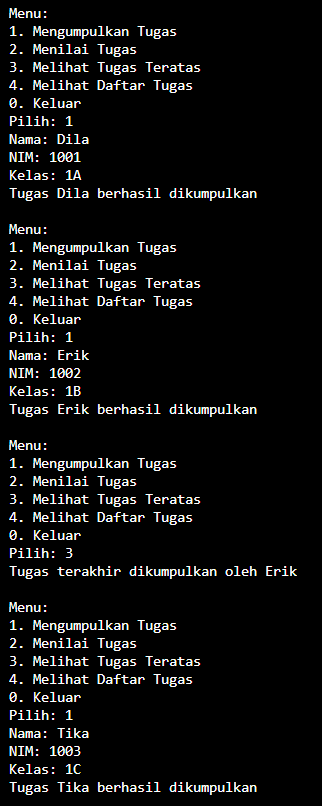 Menu:
1. Mengumpulkan Tugas
2. Menilai Tugas
3. Melihat Tugas Teratas
4. Melihat Daftar Tugas
0. Keluar
Pilih: 1
Nama: Dila
NIM: 1001
Kelas: 1A
Tugas Dila berhasil dikumpulkan

Menu:
1. Mengumpulkan Tugas
2. Menilai Tugas
3. Melihat Tugas Teratas
4. Melihat Daftar Tugas
0. Keluar
Pilih: 1
Nama: Erik
NIM: 1002
Kelas: 1B
Tugas Erik berhasil dikumpulkan

Menu:
1. Mengumpulkan Tugas
2. Menilai Tugas
3. Melihat Tugas Teratas
4. Melihat Daftar Tugas
0. Keluar
Pilih: 3
Tugas terakhir dikumpulkan oleh Erik

Menu:
1. Mengumpulkan Tugas
2. Menilai Tugas
3. Melihat Tugas Teratas
4. Melihat Daftar Tugas
0. Keluar
Pilih: 1
Nama: Tika
NIM: 1003
Kelas: 1C
Tugas Tika berhasil dikumpulkan